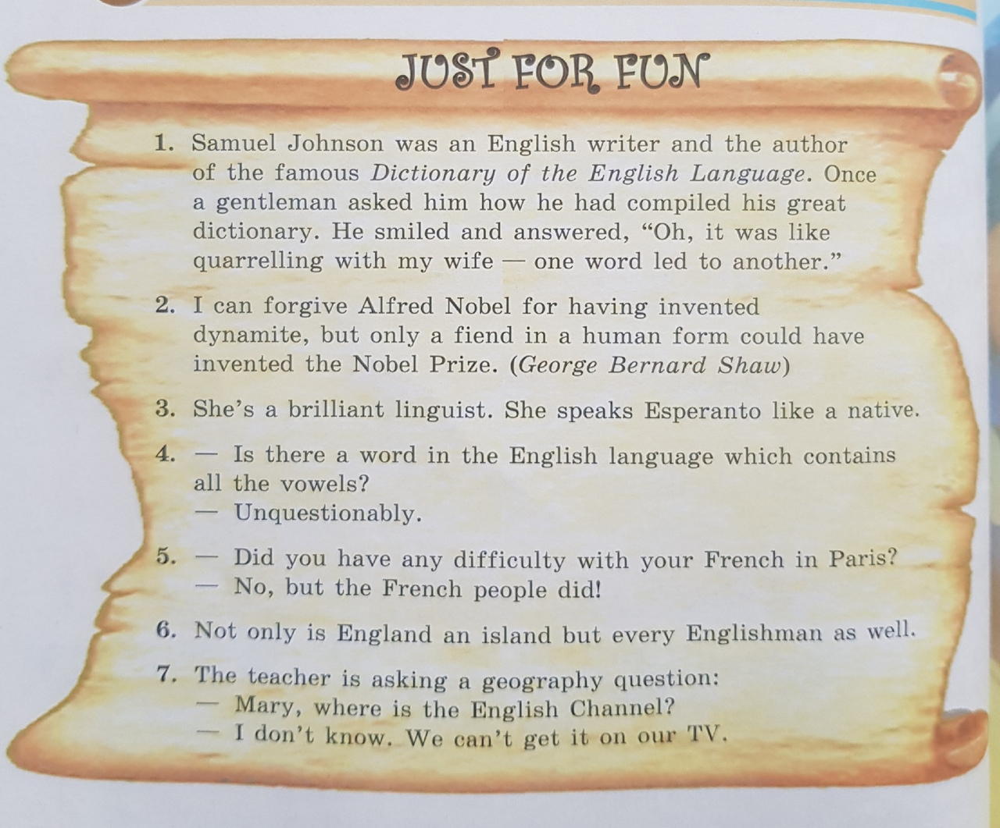 JUST FOR FUN
1. Samuel Johnson was an English writer and the author
of the famous Dictionary of the English Language. Once
a gentleman asked him how he had compiled his great
dictionary. He smiled and answered, “Oh, it was like
quarrelling with my wife — one word led to another.”
2. I can forgive Alfred Nobel for having invented
dynamite, but only a fiend in a human form could have
invented the Nobel Prize. (George Bernard Shaw)
3. She’s a brilliant linguist. She speaks Esperanto like a native.
4. — Is there a word in the English language which contains
all the vowels?
— Unquestionably.
5. — Did you have any difficulty with your French in Paris?
— No, but the French people did!
6. Not only is England an island but every Englishman as well.
7. The teacher is asking a geography question:
— Mary, where is the English Channel?
— I don’t know. We can’t get it on our TV.